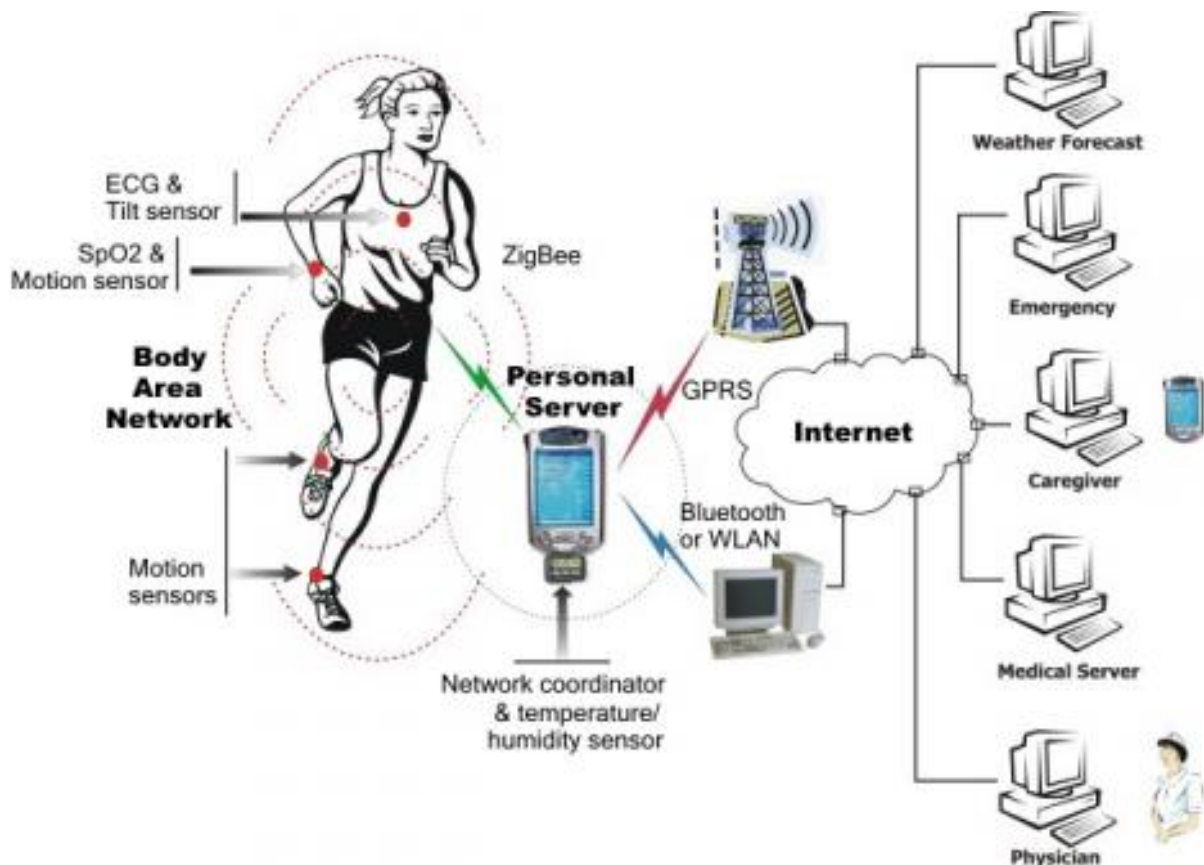 ECG &
Tilt sensor
SpO2 &
Motion sensor
ZigBee
Body
Area
Network
Motion
sensors
Personal
Server
Network coordinator
& temperature/
humidity sensor
GPRS
Bluetooth
or WLAN
Internet
Weather Forecast
Emergency
Caregiver
Medical Server
Physician